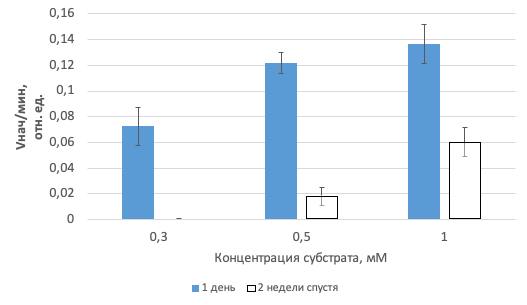 0,16
0,14
0,12
0,1
0,08
0,06
0,04
0,02
0
Vнач/мин,
отн. ед.
0,3 0,5 1
Концентрация субстрата, мМ
1 день 2 недели спустя